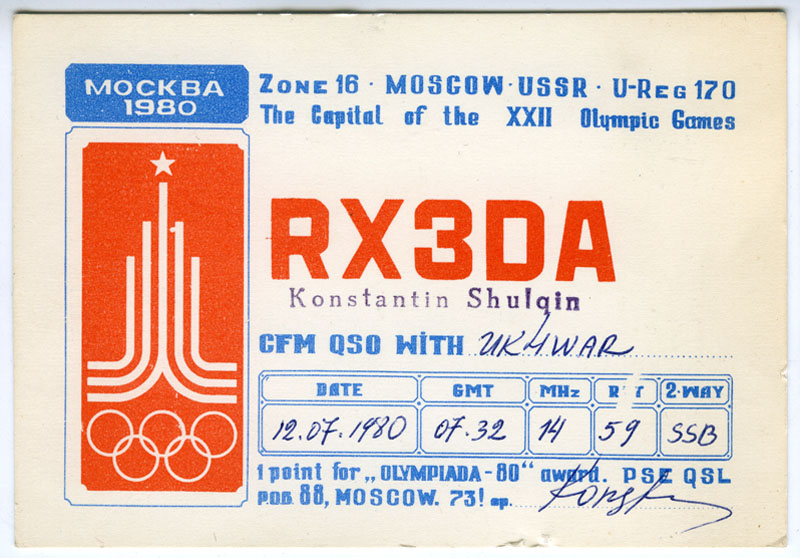 МОСКВА
1980
ZONE 16 · MOSCOW · USSR · U-REG 170
The Capital of the XXII Olympic Games
RX3DA
Konstantin Shulqin
CFM QSO WITH UK4WAR
DATE GMT MHz 2-WAY
12.07.1980 07.32 14 59 SSB
1 point for „OLYMPIADA-80" award. PSE QSL
POB 88, MOSCOW. 73! op.